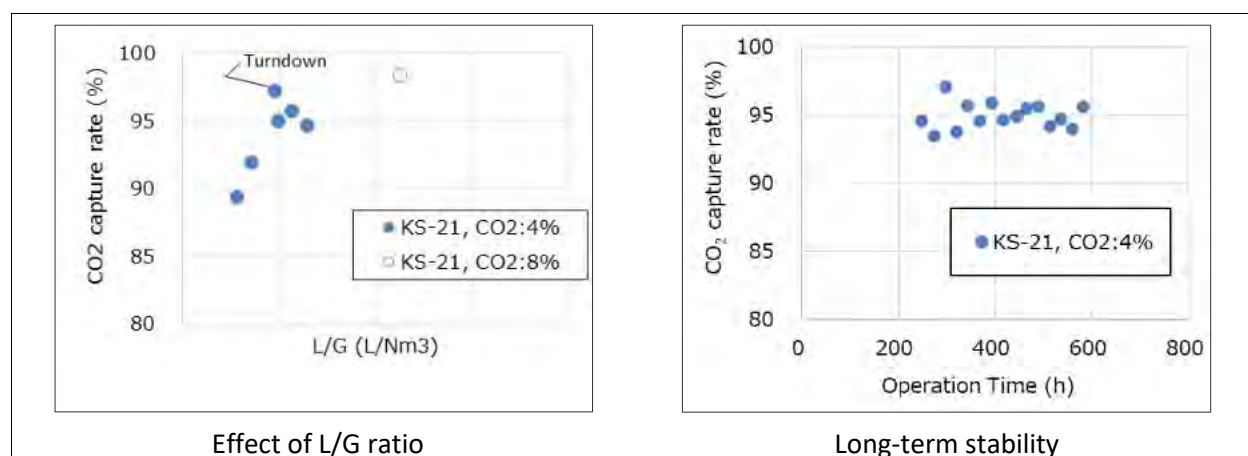 100
95
90
85
80
CO2 capture rate (%)
Turndown
KS-21, CO2:4%
KS-21, CO2:8%
L/G (L/Nm3)
Effect of L/G ratio
100
95
90
85
80
CO₂ capture rate (%)
KS-21, CO2:4%
0 200 400 600 800
Operation Time (h)
Long-term stability